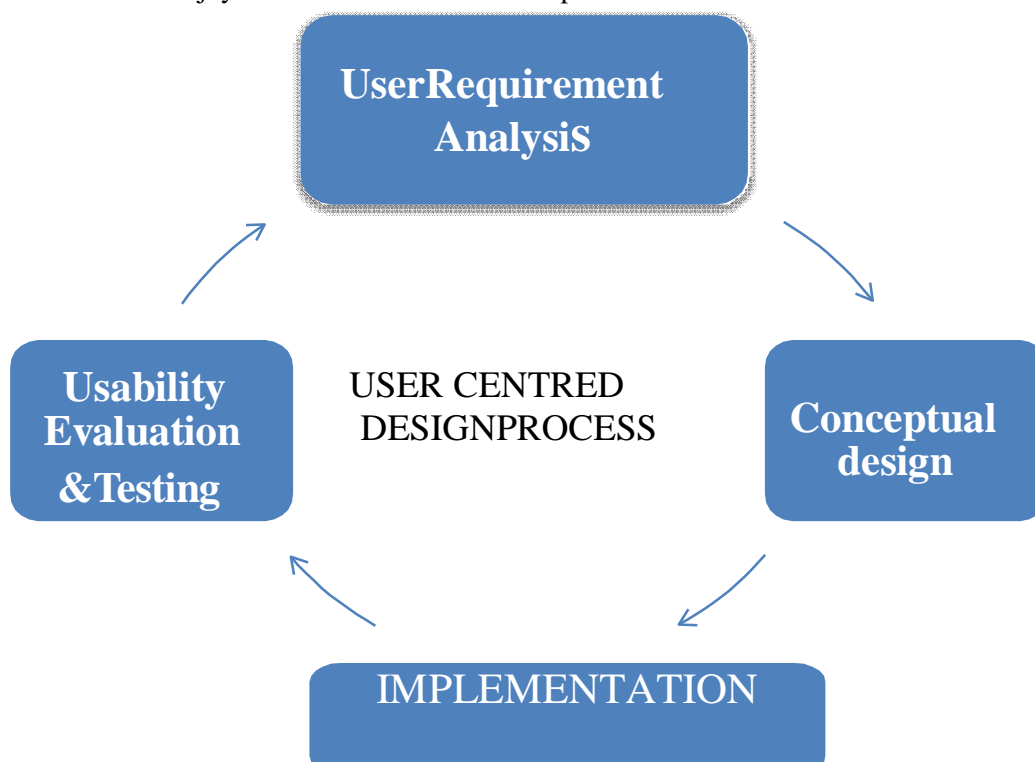 UserRequirement
AnalysiS
Usability
Evaluation
&Testing
USER CENTRED
DESIGNPROCESS
Conceptual
design
IMPLEMENTATION